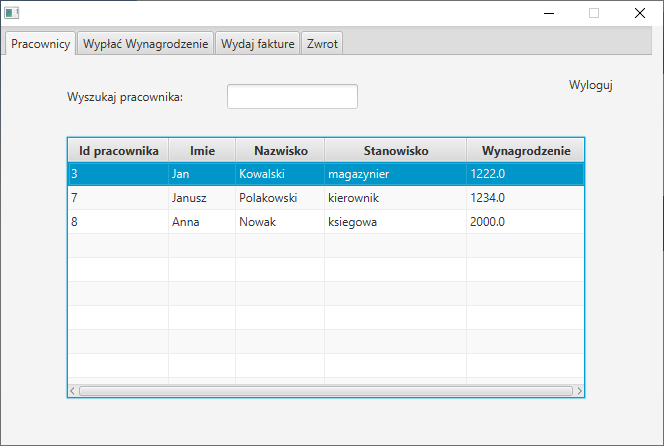 Pracownicy Wypłać Wynagrodzenie Wydaj fakture Zwrot
Wyloguj
Wyszukaj pracownika:
Id pracownika Imie Nazwisko Stanowisko Wynagrodzenie
3 Jan Kowalski magazynier 1222.0
7 Janusz Polakowski kierownik 1234.0
8 Anna Nowak ksiegowa 2000.0